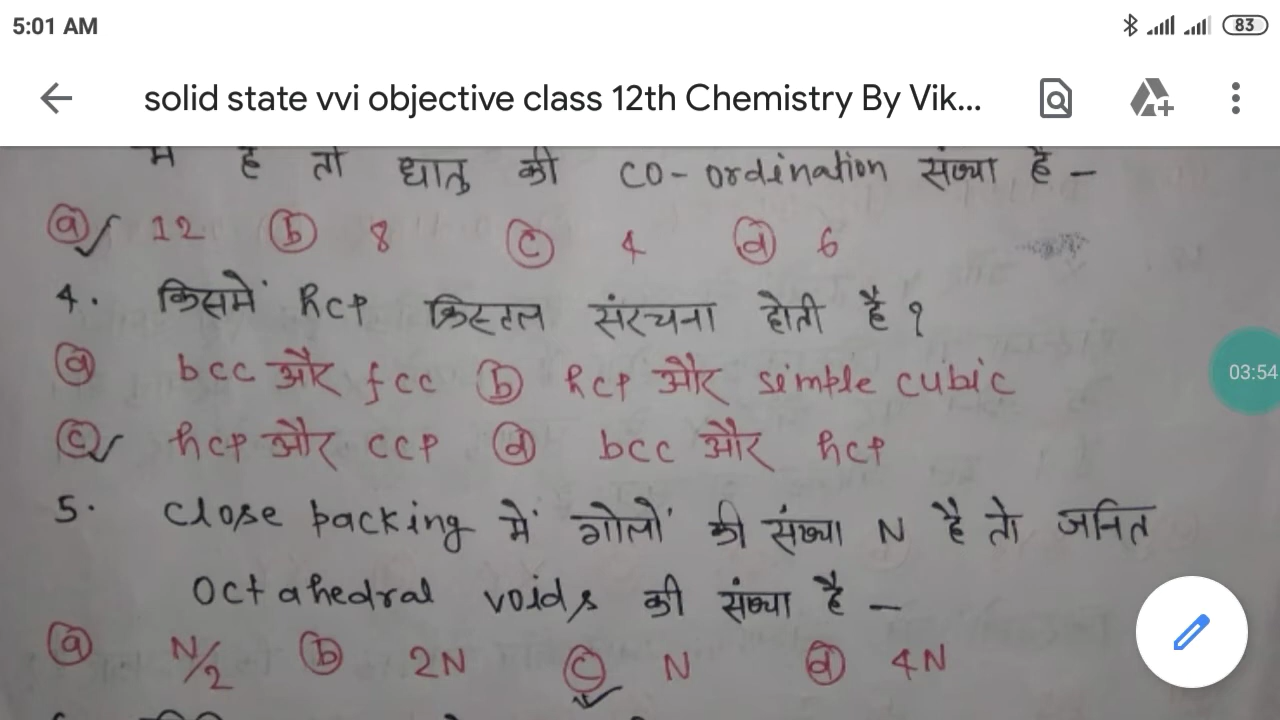 5:01 AM 83
solid state vvi objective class 12th Chemistry By Vik...
में है तो धातु की co-ordination संख्या है -
(a) ✓ 12 (b) 8 (c) 4 (d) 6
4. किसमें hcp क्रिस्टल संरचना होती है ?
(a) bcc और fcc (b) hcp और simple cubic
03:54
(c) ✓ hcp और ccp (d) bcc और hcp
5. close packing में गोलों की संख्या N है तो जनित
octahedral voids की संख्या है -
(a) N/2 (b) 2N (c) ✓ N (d) 4N